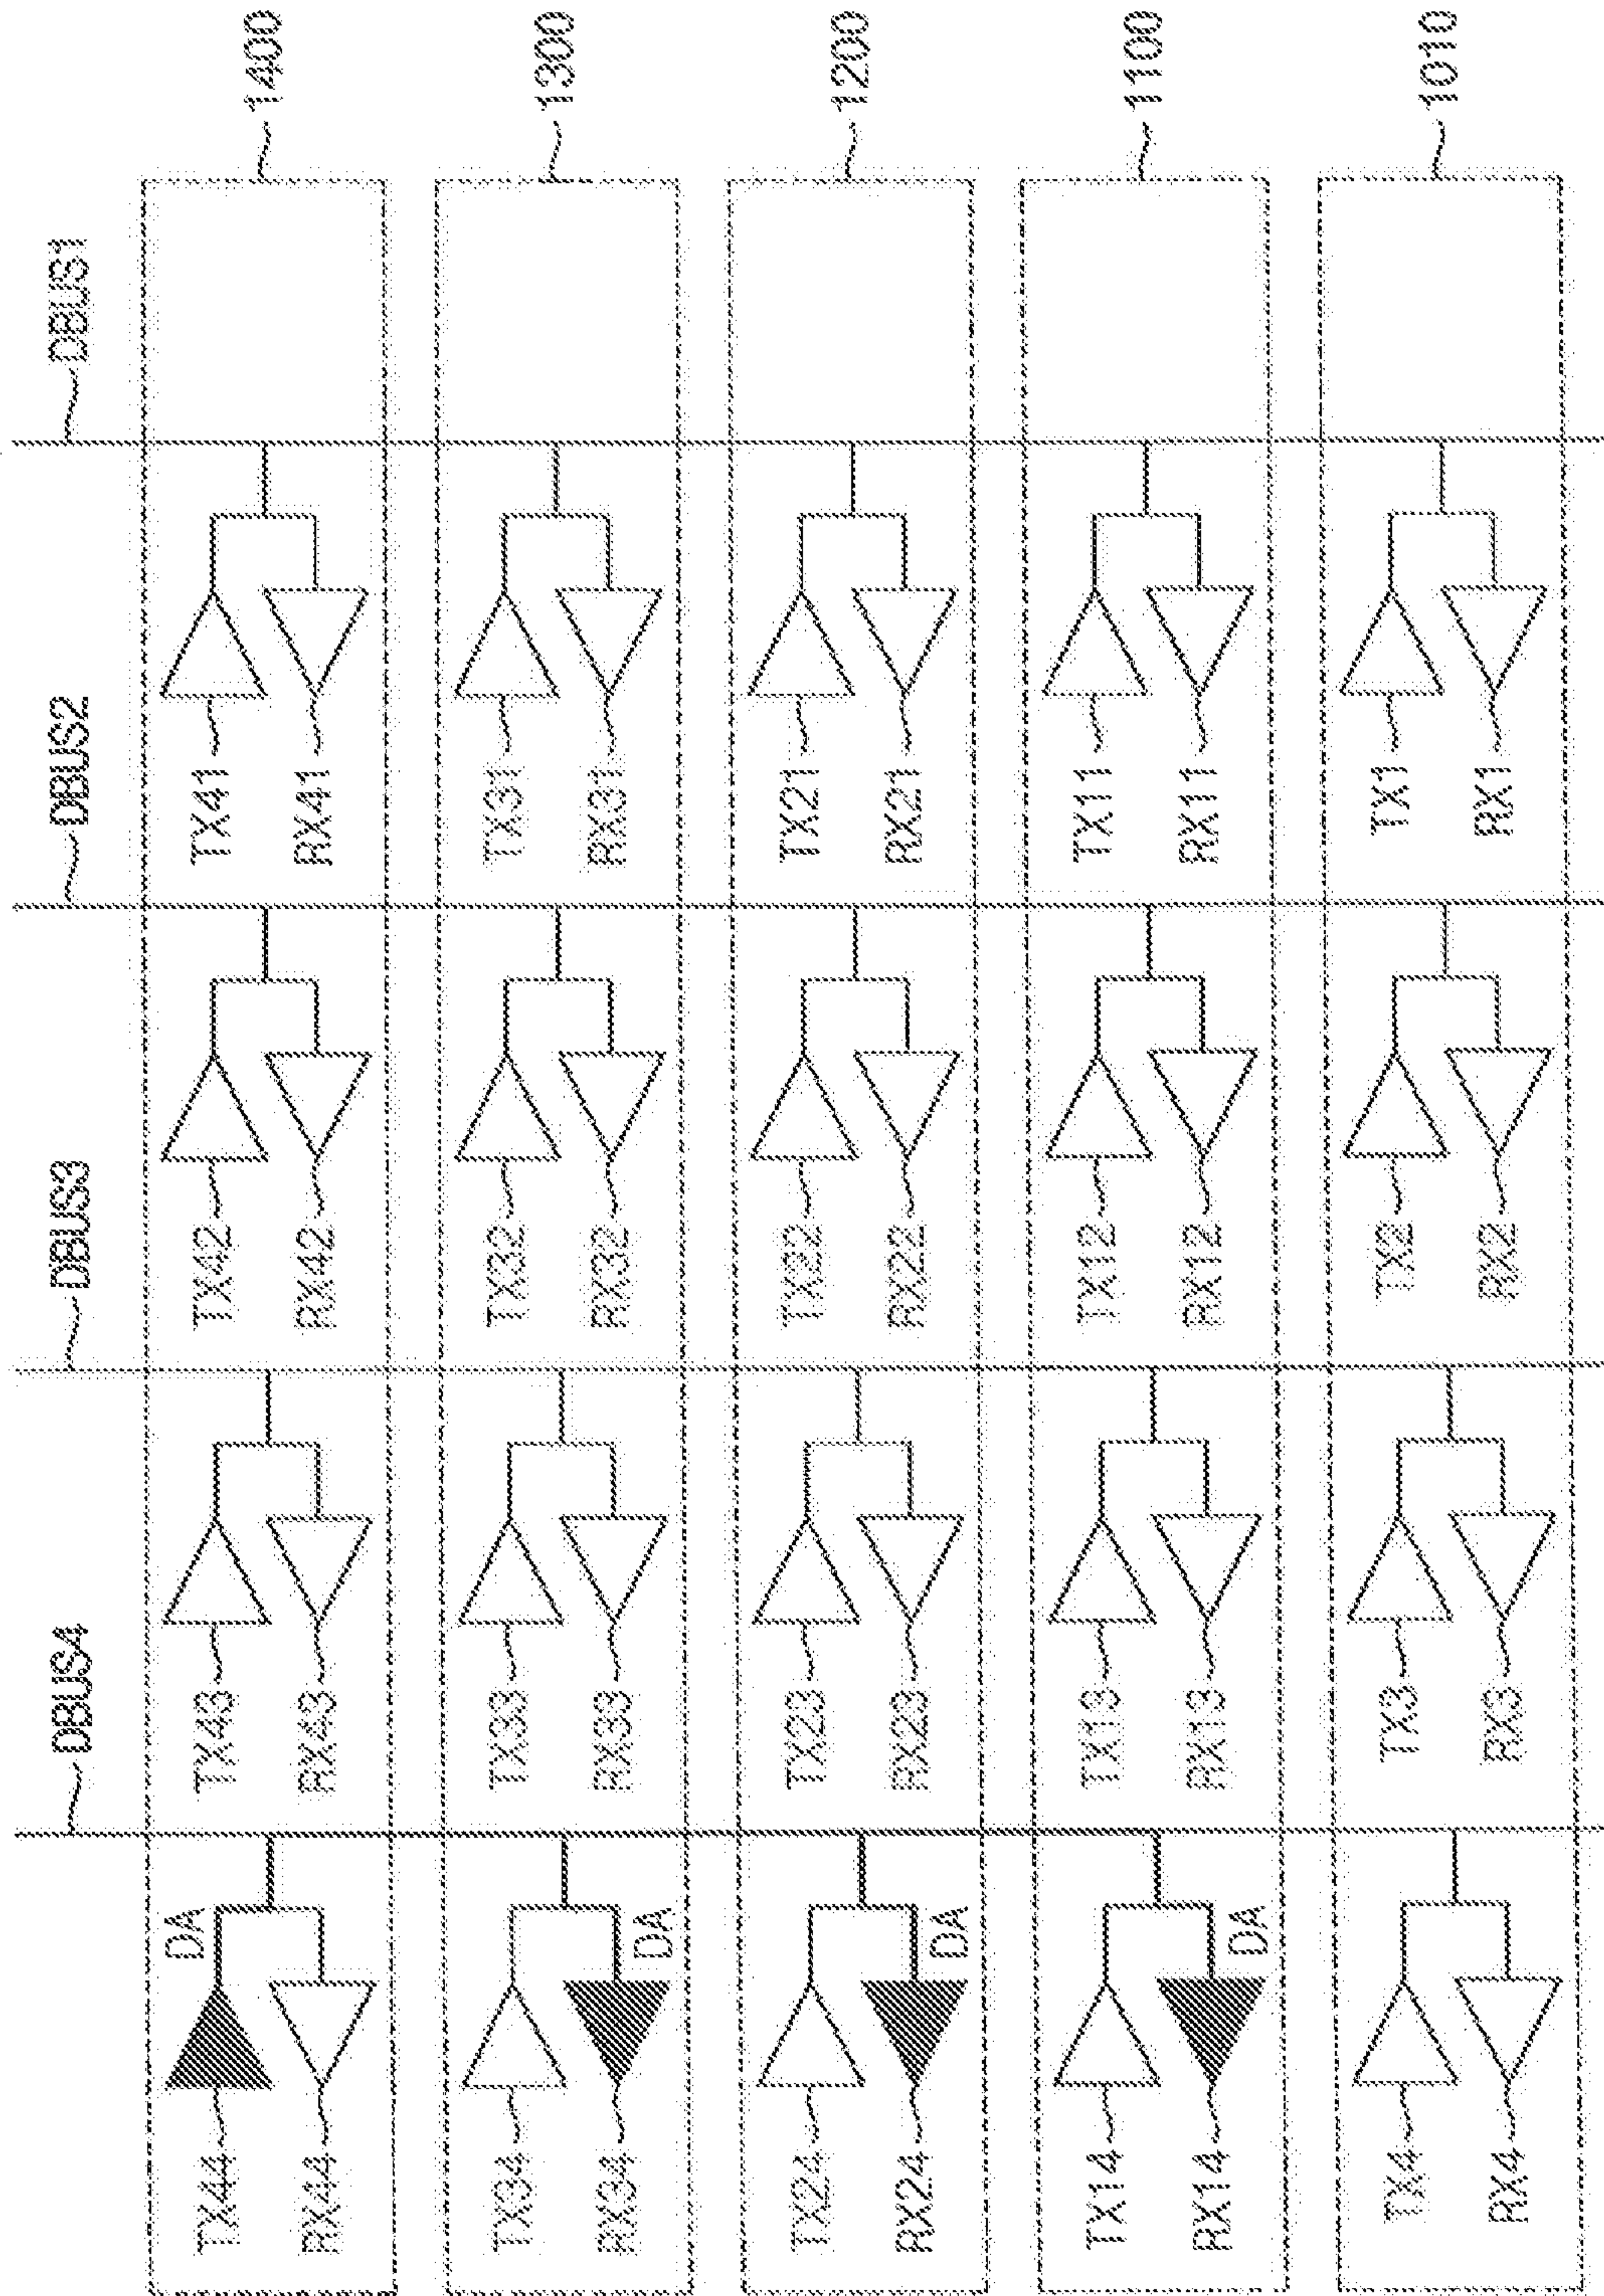 DBUS4
DBUS3
DBUS2
DBUS1
TX44
DA
TX43
TX42
TX41
1400
RX44
RX43
RX42
RX41
TX34
TX33
TX32
TX31
1300
RX34
DA
RX33
RX32
RX31
TX24
TX23
TX22
TX21
1200
RX24
DA
RX23
RX22
RX21
TX14
TX13
TX12
TX11
1100
RX14
DA
RX13
RX12
RX11
TX4
TX3
TX2
TX1
1010
RX4
RX3
RX2
RX1